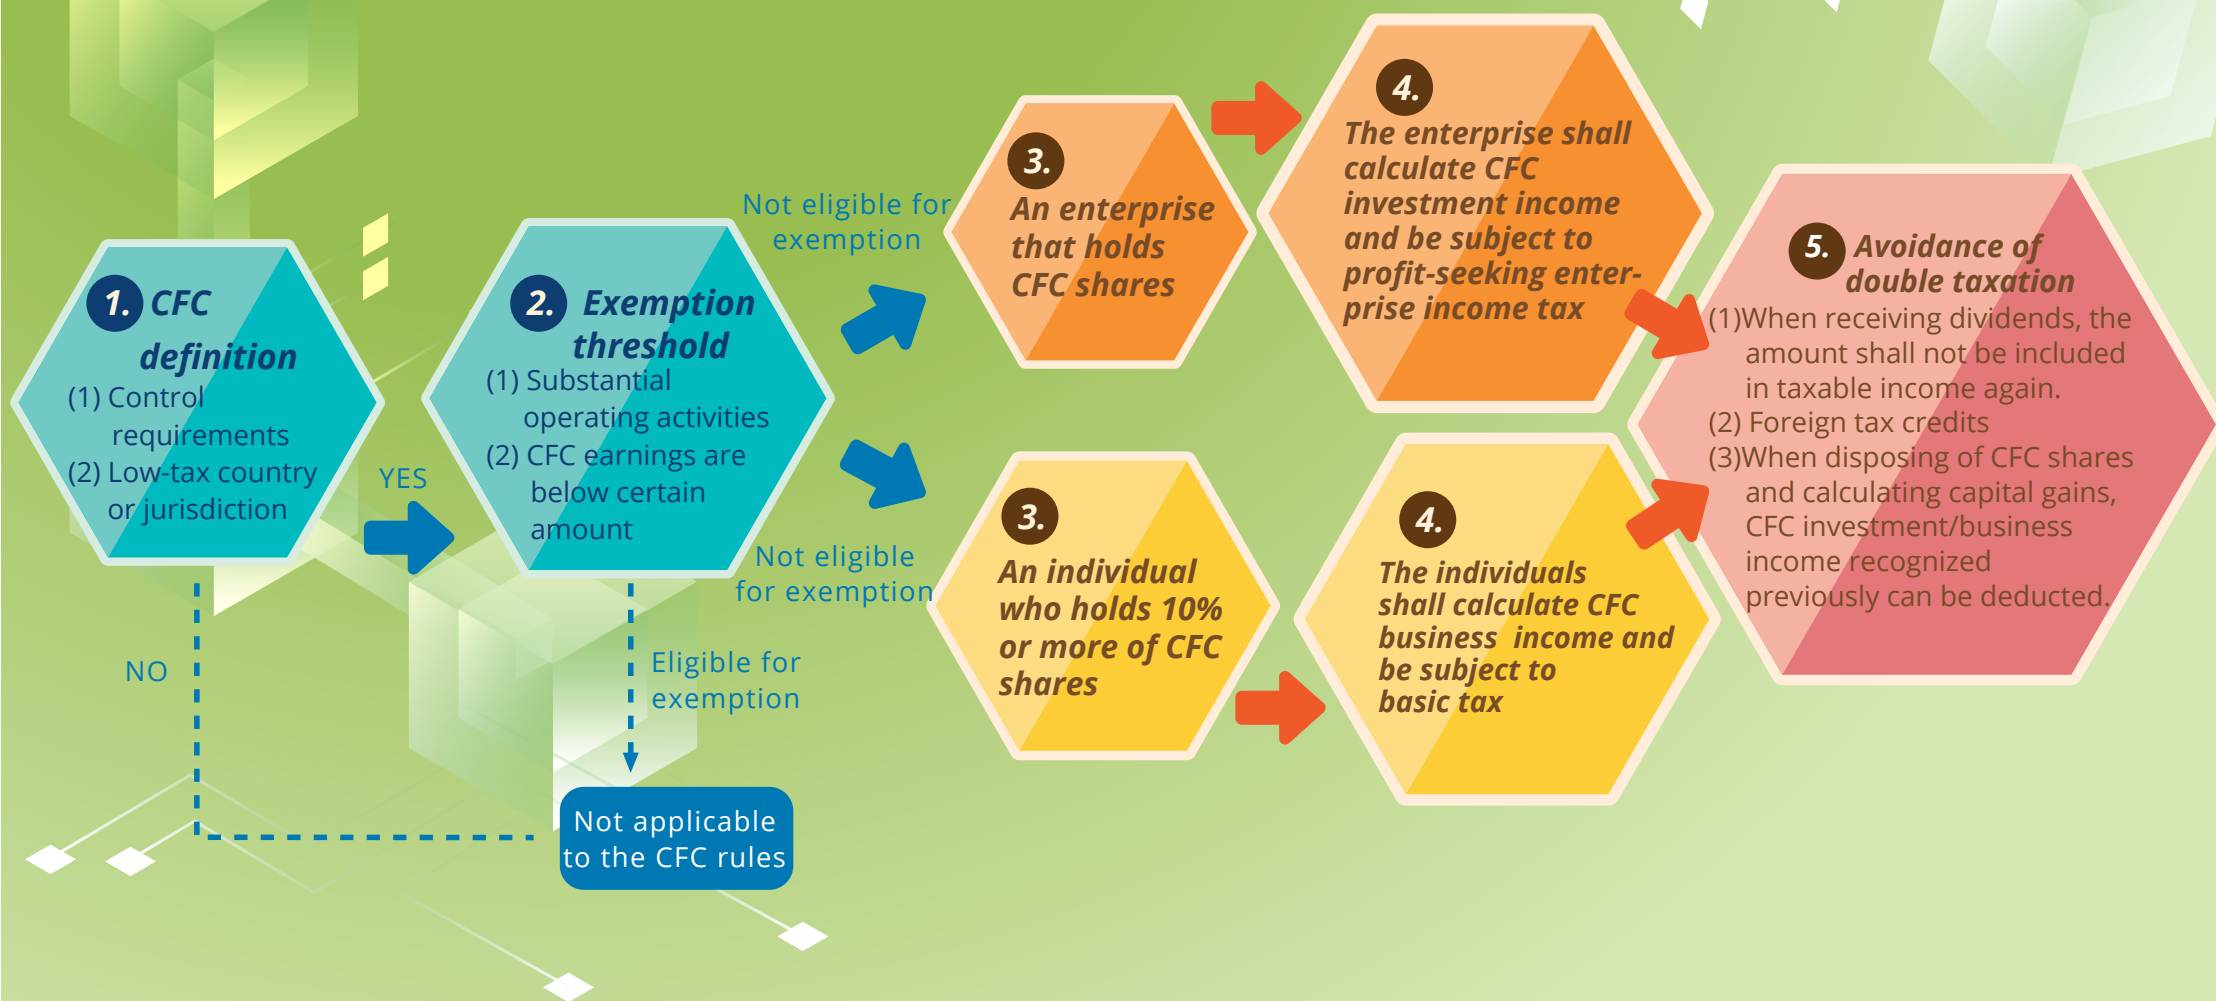 1. CFC
definition
(1) Control
requirements
(2) Low-tax country
or jurisdiction
YES
NO
2. Exemption
threshold
(1) Substantial
operating activities
(2) CFC earnings are
below certain
amount
Eligible for
exemption
Not applicable
to the CFC rules
Not eligible for
exemption
3.
An enterprise
that holds
CFC shares
4.
The enterprise shall
calculate CFC
investment income
and be subject to
profit-seeking enter-
prise income tax
Not eligible
for exemption
3.
An individual
who holds 10%
or more of CFC
shares
4.
The individuals
shall calculate CFC
business income and
be subject to
basic tax
5. Avoidance of
double taxation
(1)When receiving dividends, the
amount shall not be included
in taxable income again.
(2) Foreign tax credits
(3)When disposing of CFC shares
and calculating capital gains,
CFC investment/business
income recognized
previously can be deducted.